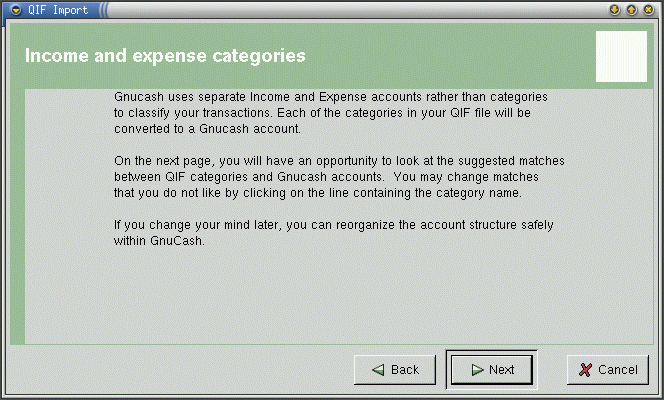 QIF Import
Income and expense categories
Gnucash uses separate Income and Expense accounts rather than categories
to classify your transactions. Each of the categories in your QIF file will be
converted to a Gnucash account.
On the next page, you will have an opportunity to look at the suggested matches
between QIF categories and Gnucash accounts.  You may change matches
that you do not like by clicking on the line containing the category name.
If you change your mind later, you can reorganize the account structure safely
within GnuCash.
Back
Next
Cancel